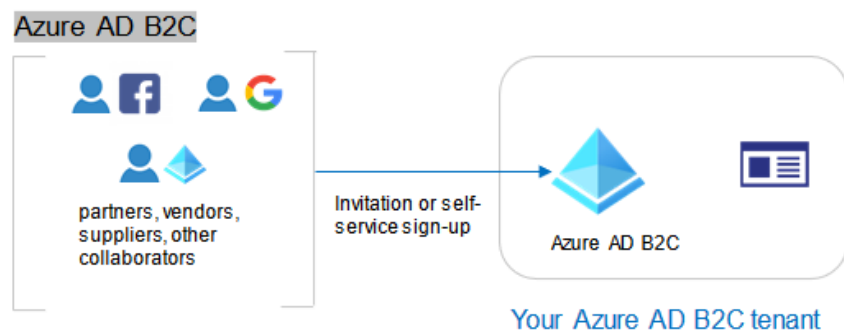 Azure AD B2C
partners, vendors,
suppliers, other
collaborators
Invitation or self-
service sign-up
Azure AD B2C
Your Azure AD B2C tenant